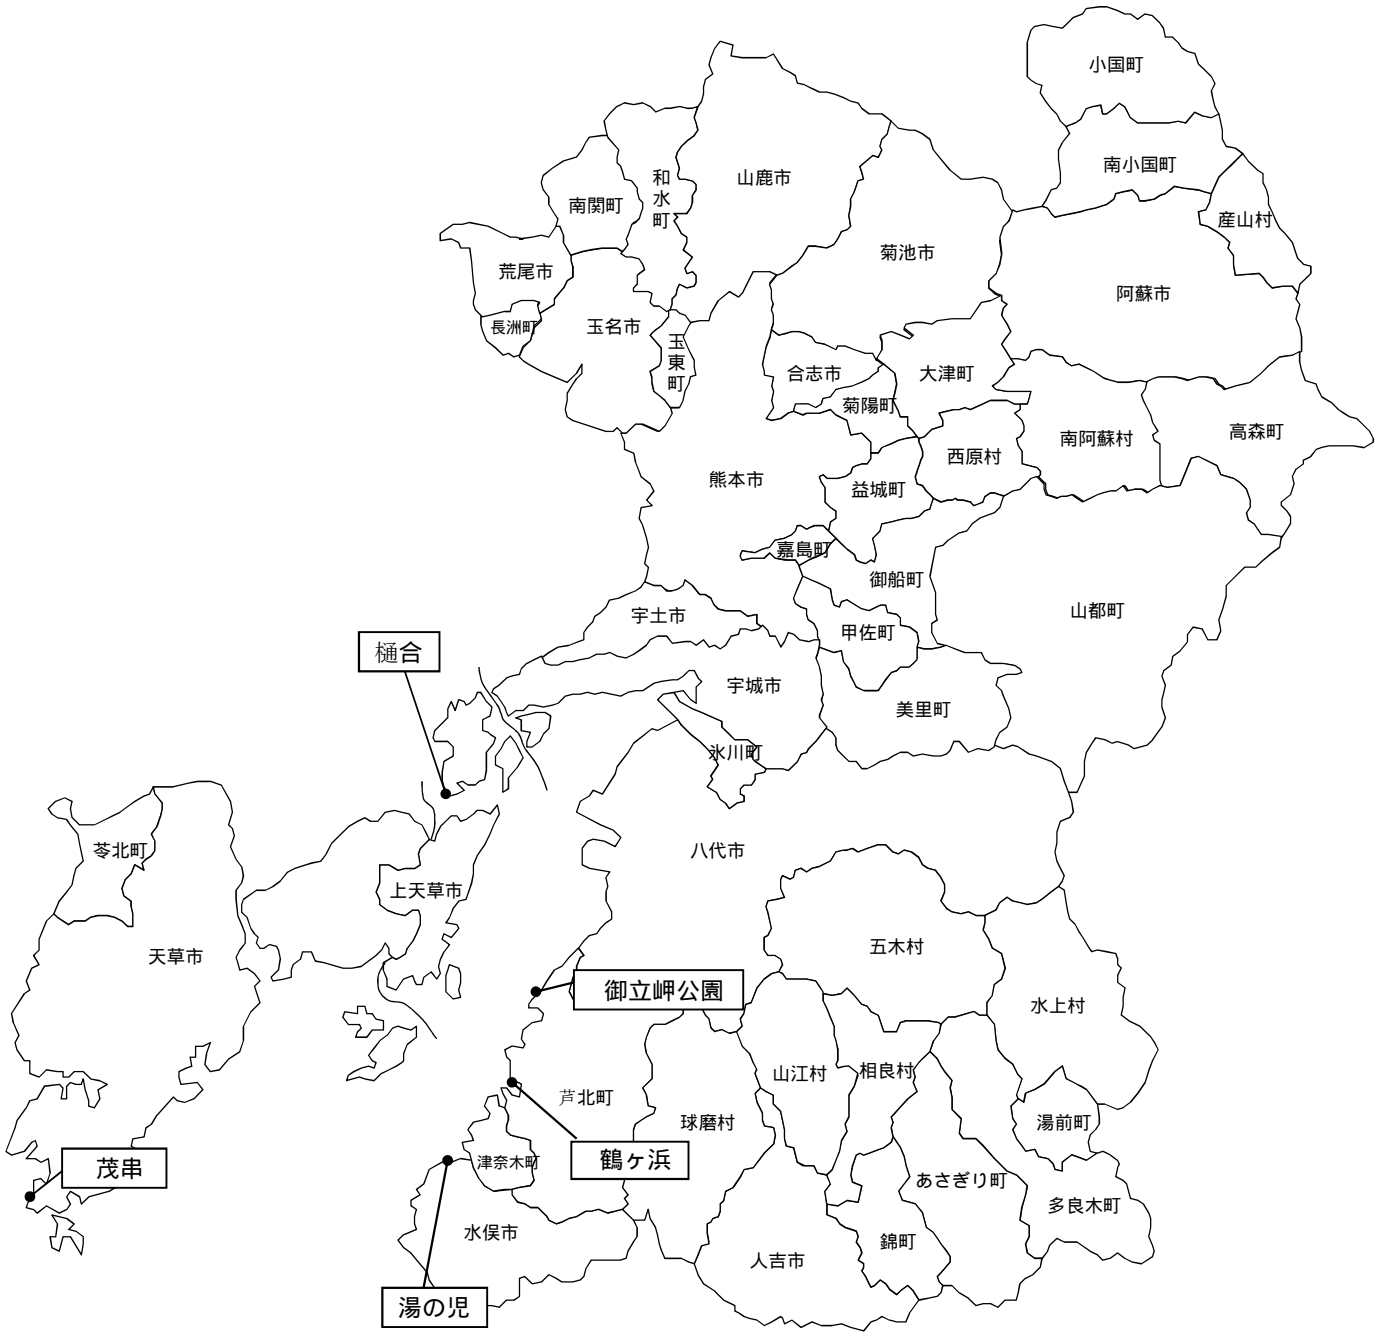 小国町
南小国町
産山村
山鹿市
和水町
南関町
菊池市
荒尾市
阿蘇市
長洲町
玉名市
玉東町
合志市
大津町
菊陽町
南阿蘇村
高森町
西原村
熊本市
益城町
嘉島町
御船町
山都町
宇土市
甲佐町
樋合
宇城市
美里町
氷川町
苓北町
八代市
上天草市
天草市
五木村
御立岬公園
水上村
山江村
相良村
芦北町
球磨村
湯前町
茂串
鶴ヶ浜
津奈木町
あさぎり町
多良木町
水俣市
錦町
人吉市
湯の児